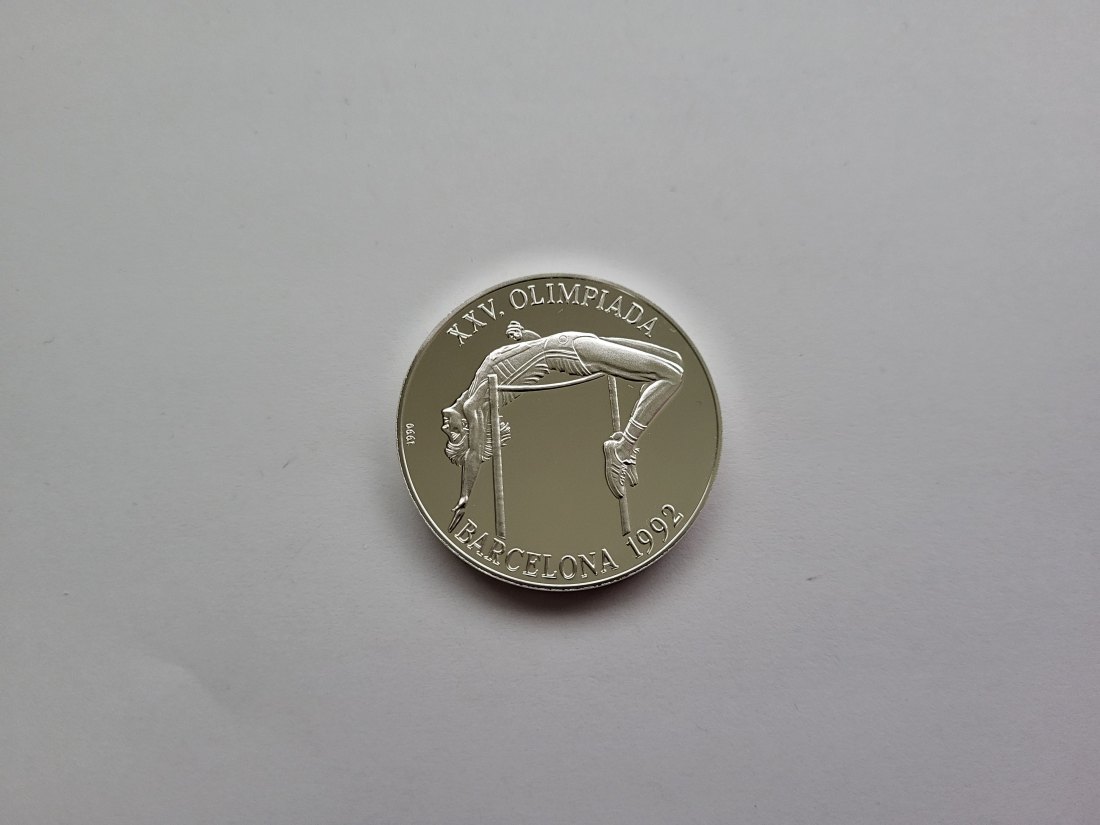 XXV. OLIMPIADA
1990
BARCELONA 1992